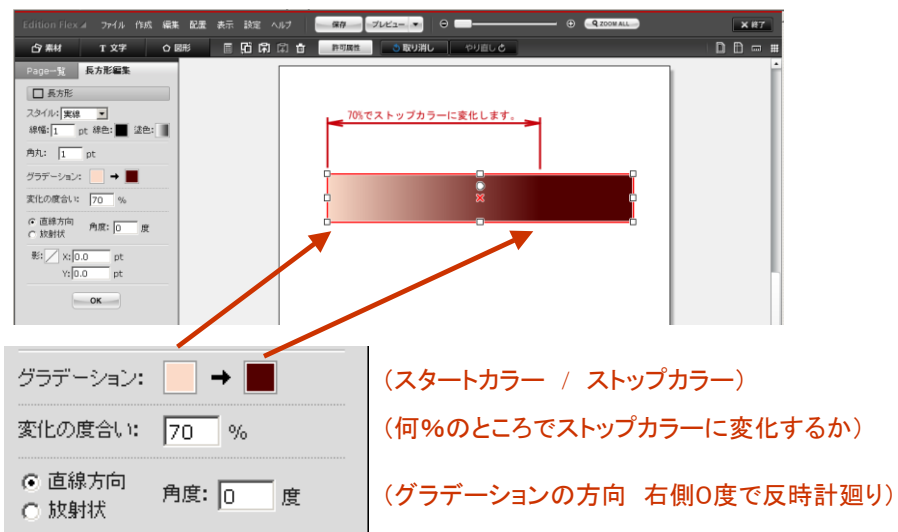 Edition Flex ファイル 作成 編集 配置 表示 設定 ヘルプ 保存 プレビュー ZOOM ALL ×終了
素材 T 文字 図形 許可属性 取り消し やり直し
Page一覧 長方形編集
長方形
スタイル: 実線
線幅: 1 pt 線色: 塗色:
角丸: 1 pt
グラデーション: ➡
変化の度合い: 70 %
直線方向
放射状
角度: 0 度
影: X: 0.0 pt
Y: 0.0 pt
OK
70%でストップカラーに変化します。
グラデーション: ➡
(スタートカラー / ストップカラー)
変化の度合い: 70 %
(何%のところでストップカラーに変化するか)
直線方向
放射状
角度: 0 度
(グラデーションの方向 右側0度で反時計廻り)